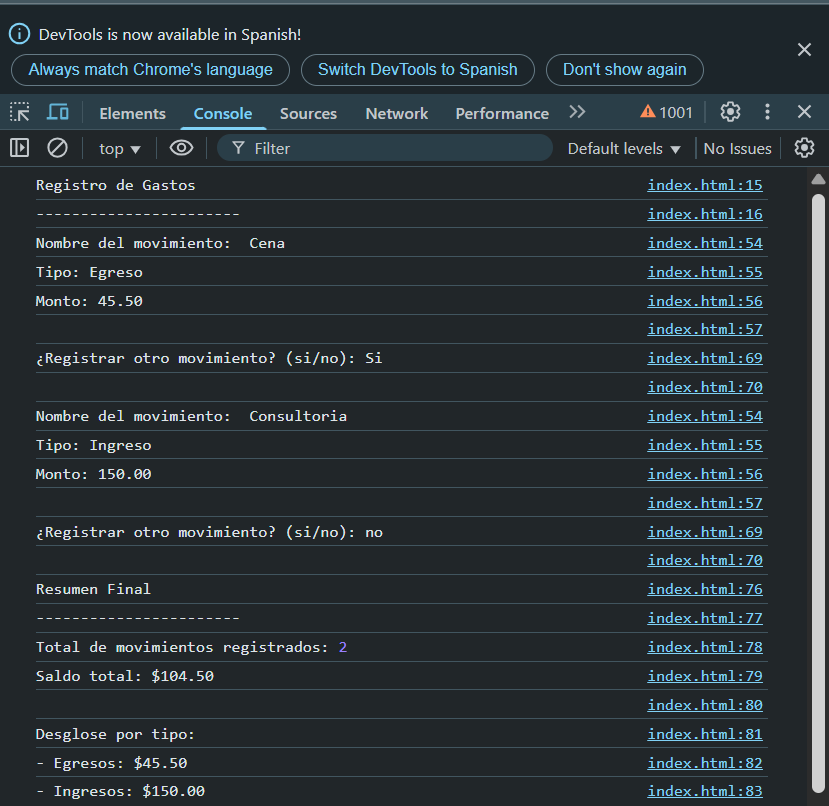 DevTools is now available in Spanish!
Always match Chrome's language Switch DevTools to Spanish Don't show again
Elements Console Sources Network Performance 1001
top Filter Default levels No Issues
Registro de Gastos index.html:15
----------------------- index.html:16
Nombre del movimiento:  Cena index.html:54
Tipo: Egreso index.html:55
Monto: 45.50 index.html:56
index.html:57
¿Registrar otro movimiento? (si/no): Si index.html:69
index.html:70
Nombre del movimiento:  Consultoria index.html:54
Tipo: Ingreso index.html:55
Monto: 150.00 index.html:56
index.html:57
¿Registrar otro movimiento? (si/no): no index.html:69
index.html:70
Resumen Final index.html:76
----------------------- index.html:77
Total de movimientos registrados: 2 index.html:78
Saldo total: $104.50 index.html:79
index.html:80
Desglose por tipo: index.html:81
- Egresos: $45.50 index.html:82
- Ingresos: $150.00 index.html:83